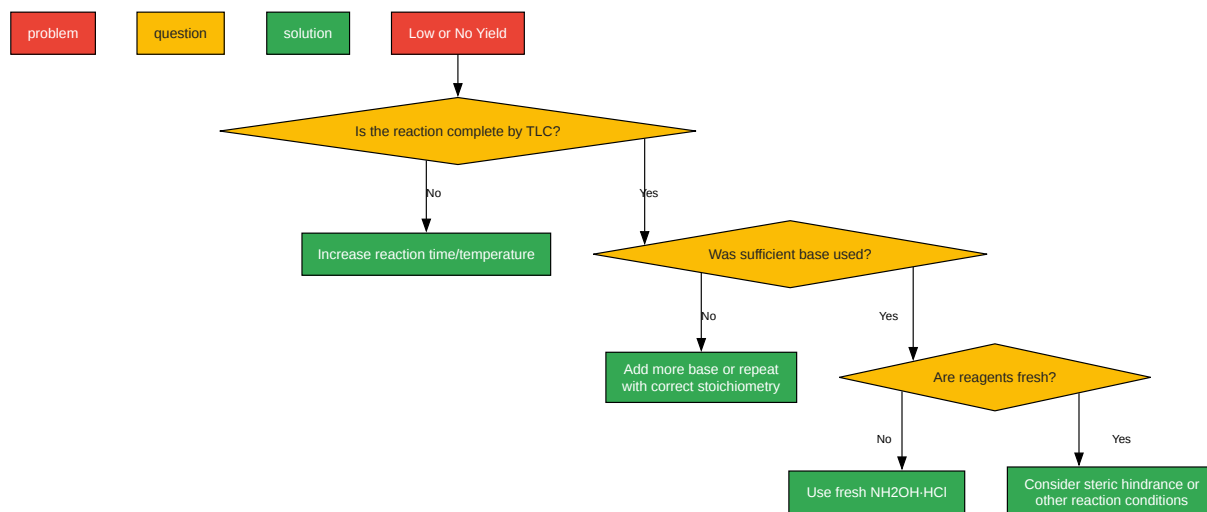 problem
question
solution
Low or No Yield
Is the reaction complete by TLC?
No
Yes
Increase reaction time/temperature
Was sufficient base used?
No
Yes
Add more base or repeat
with correct stoichiometry
Are reagents fresh?
No
Yes
Use fresh NH2OH·HCl
Consider steric hindrance or
other reaction conditions